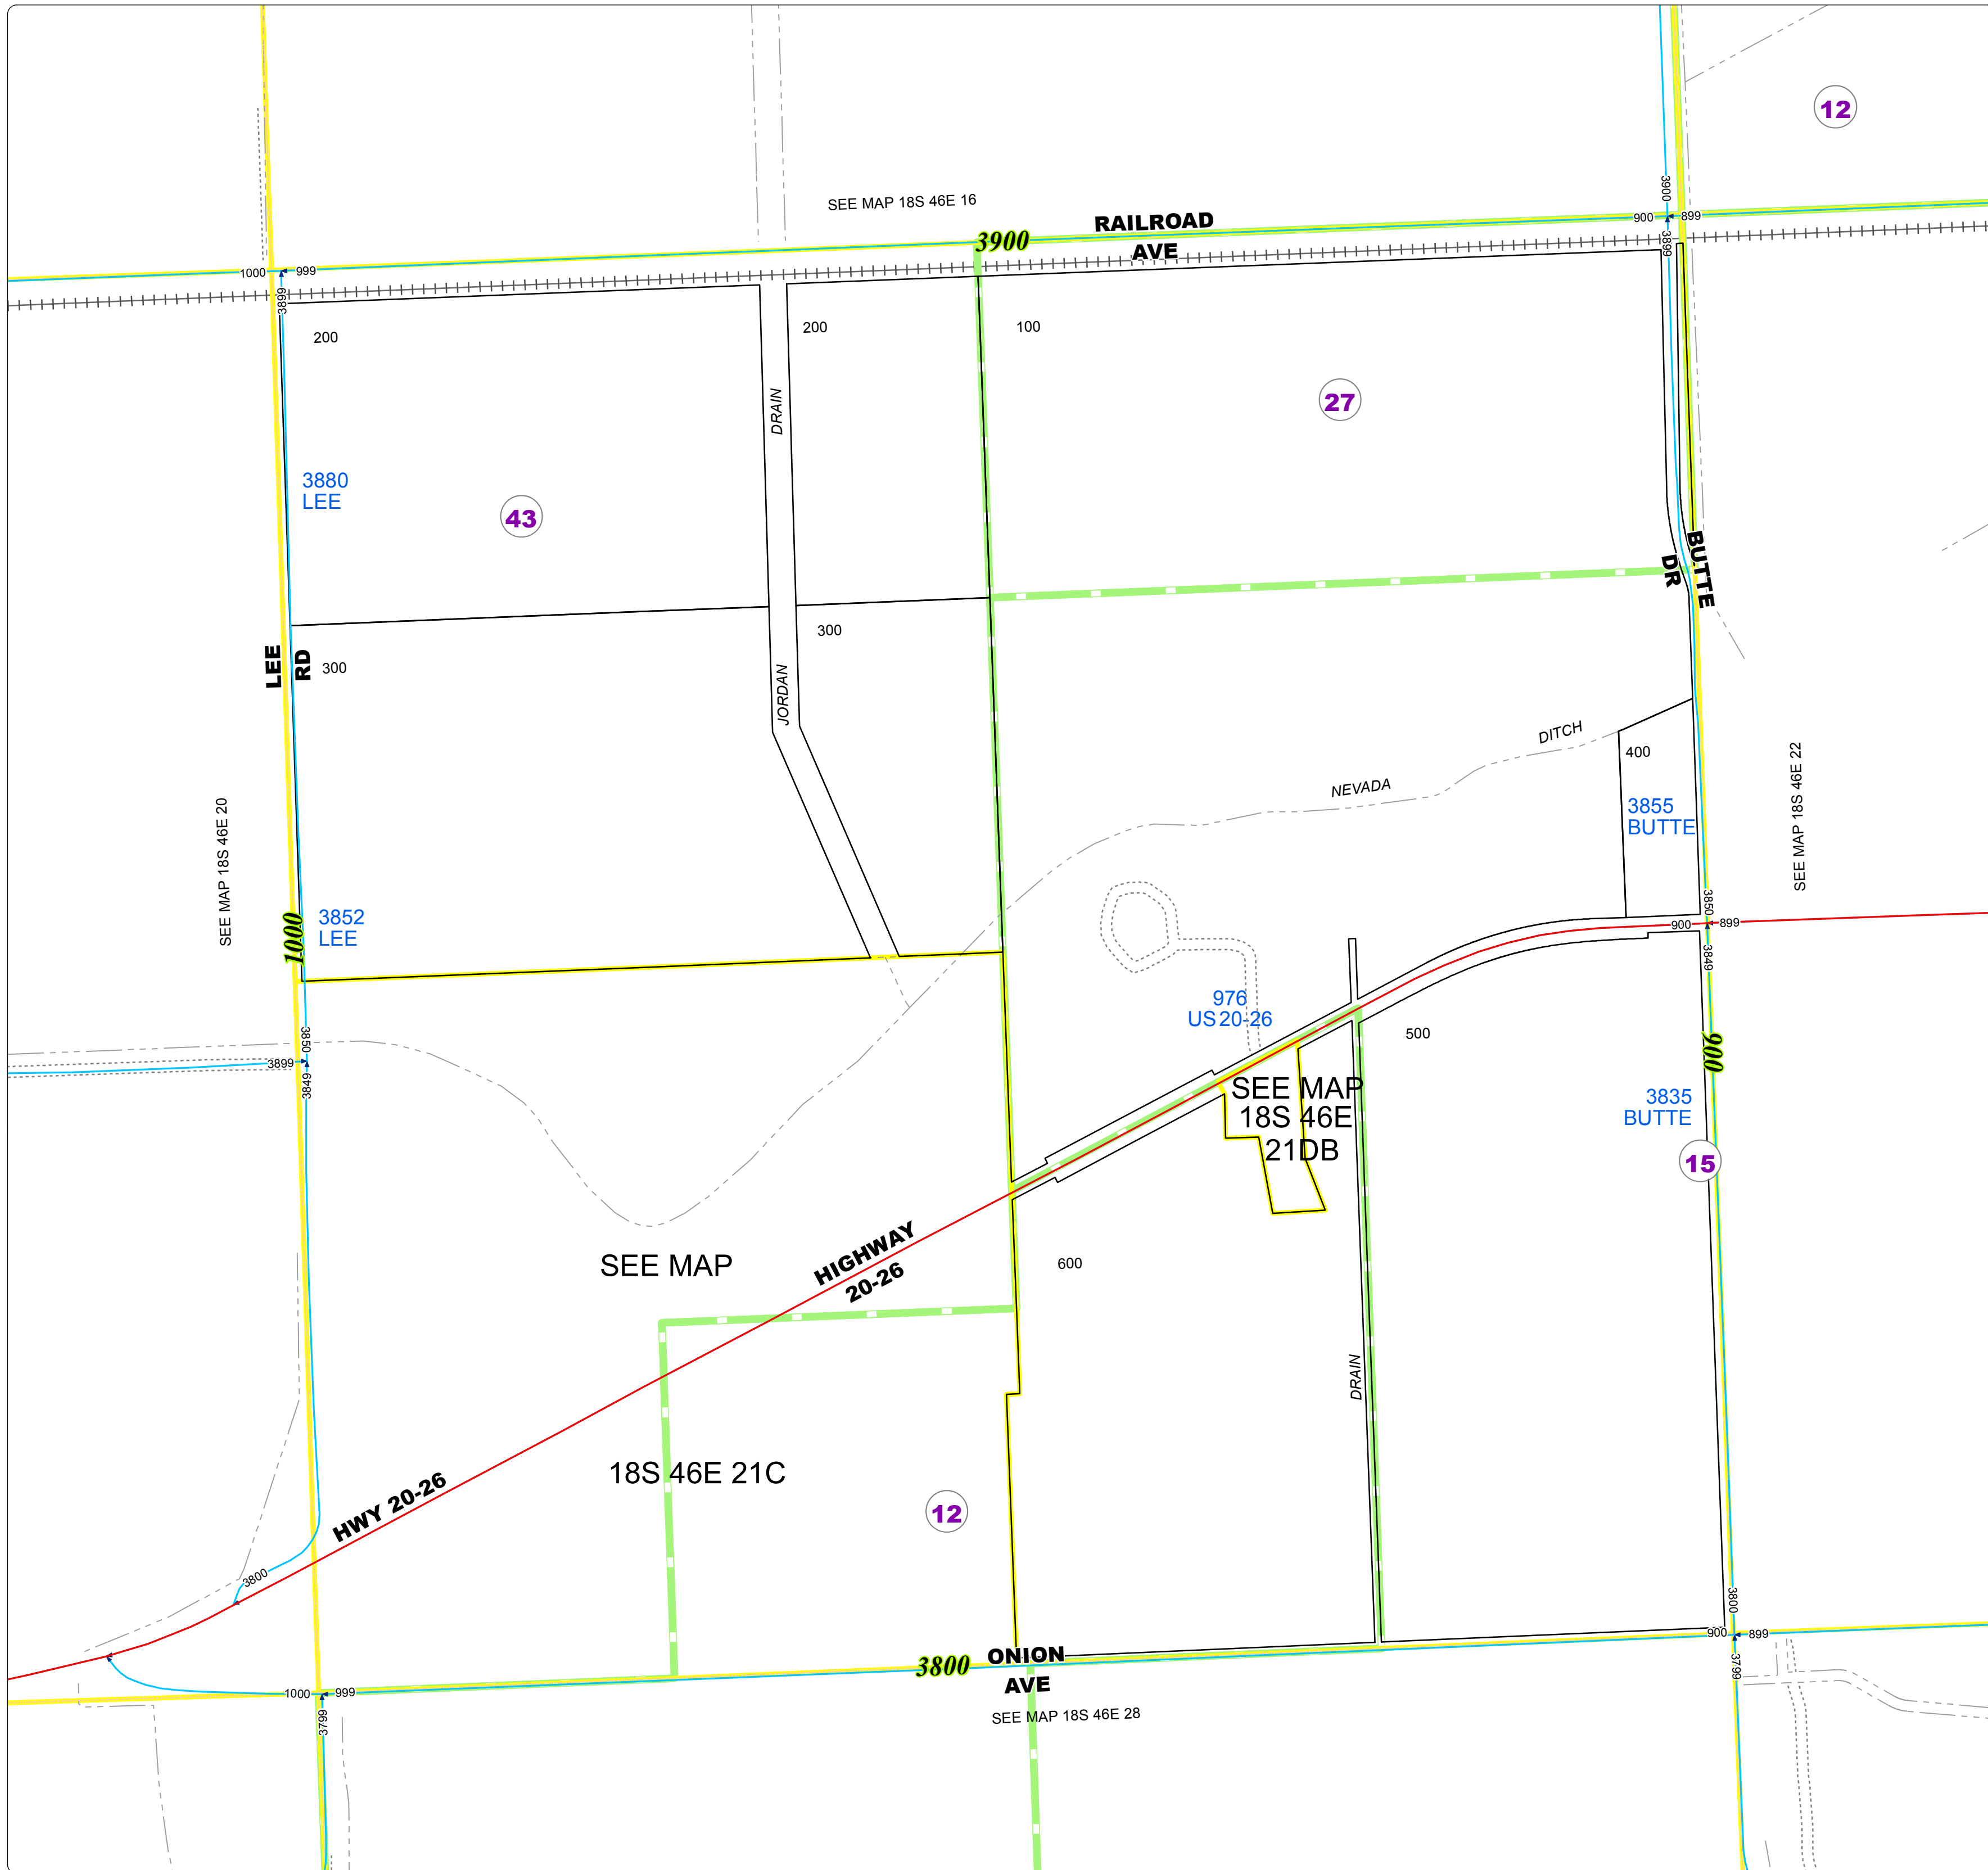 12
SEE MAP 18S 46E 16
3900
RAILROAD
AVE
3900
900
899
3899
1000
999
3899
200
200
100
27
DRAIN
3880
LEE
43
BUTTE
DR
LEE
RD
300
300
JORDAN
DITCH
NEVADA
400
3855
BUTTE
SEE MAP 18S 46E 20
SEE MAP 18S 46E 22
3852
LEE
1000
3850
900
899
3849
976
US 20-26
500
900
3850
3899
3849
SEE MAP
18S 46E
21DB
3835
BUTTE
15
SEE MAP
HIGHWAY
20-26
600
DRAIN
18S 46E 21C
12
HWY 20-26
3800
3800
900
899
3799
3800
ONION
AVE
1000
999
3799
SEE MAP 18S 46E 28